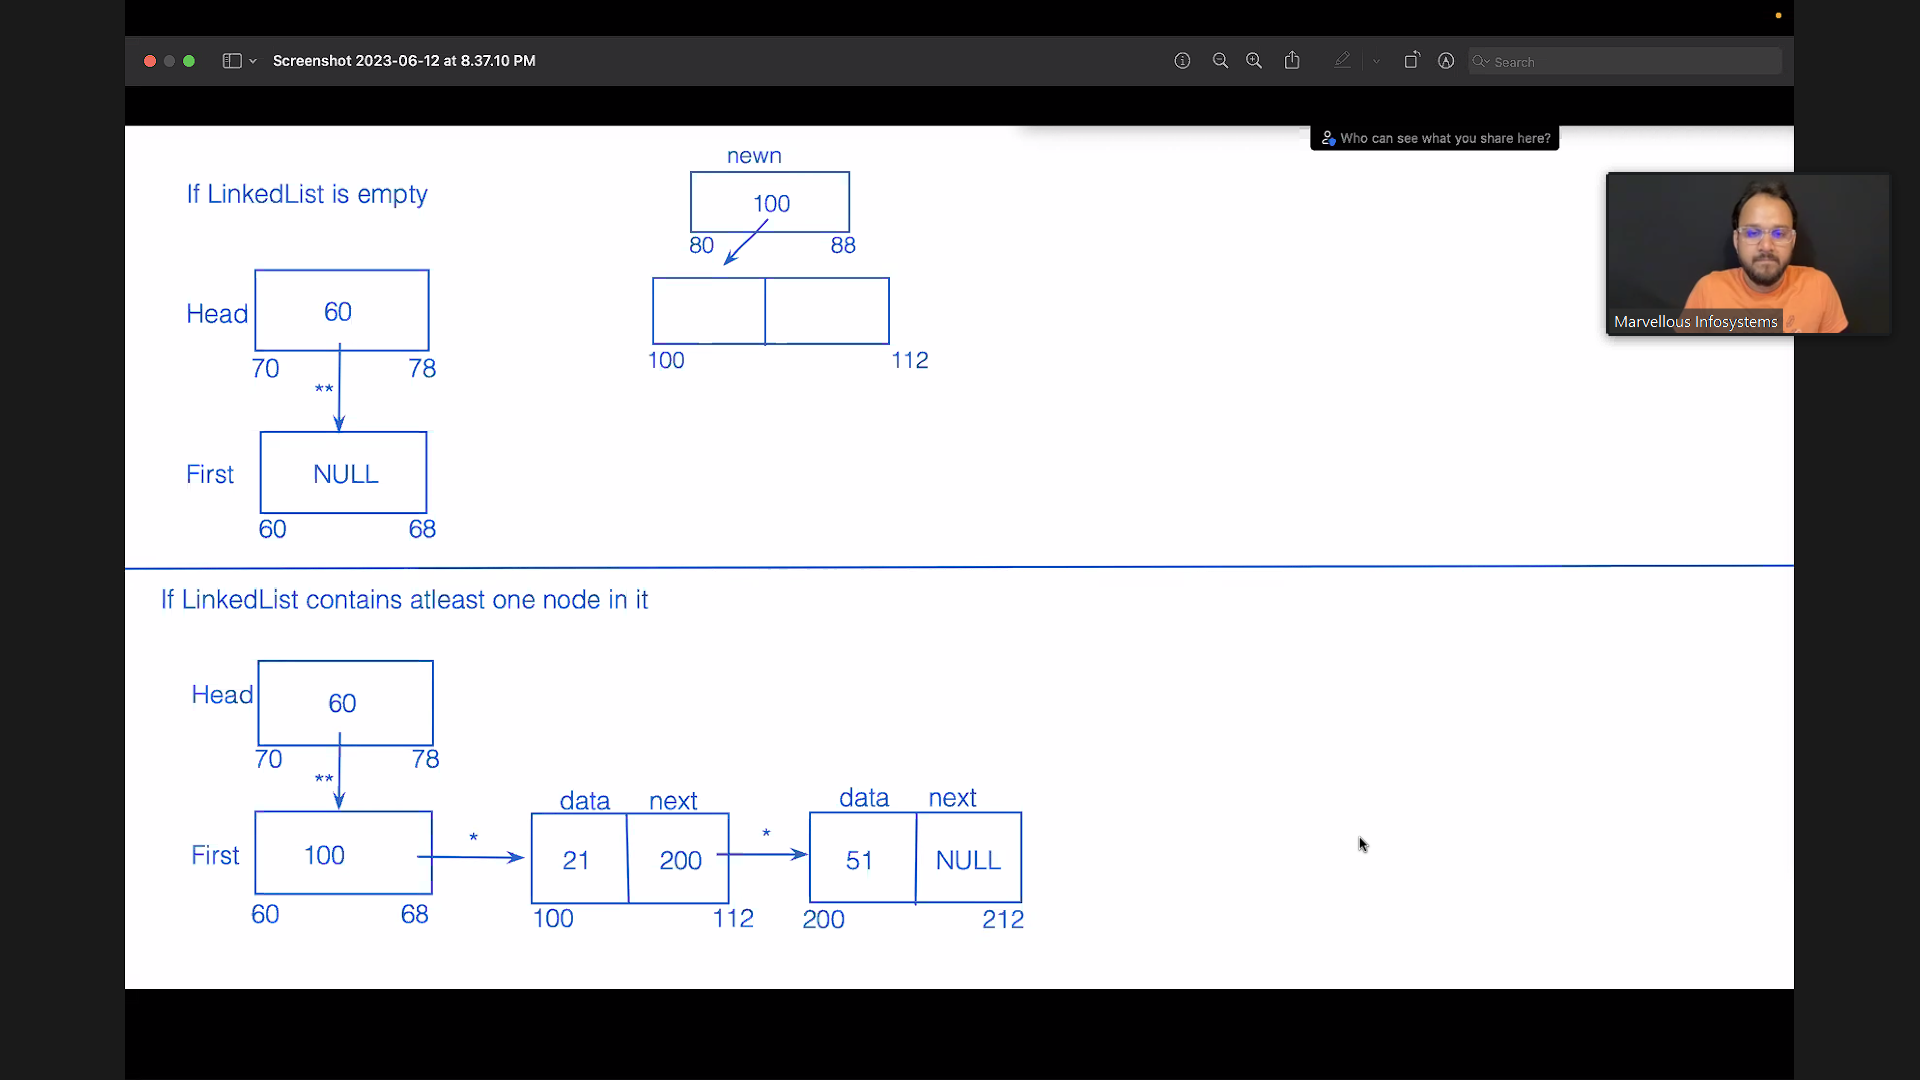 Screenshot 2023-06-12 at 8.37.10 PM
Search
Who can see what you share here?
Marvellous Infosystems
If LinkedList is empty
newn
100
80 88
100 112
Head 60
70 78
**
First NULL
60 68
If LinkedList contains atleast one node in it
Head 60
70 78
**
data next data next
First 100 * 21 200 * 51 NULL
60 68 100 112 200 212